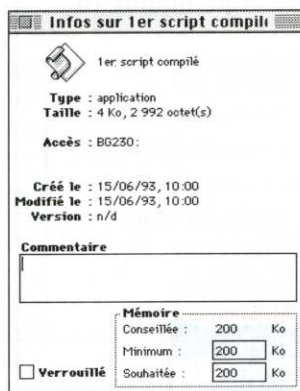 Infos sur 1er script compilé
1er script compilé
Type : application
Taille : 4 Ko, 2 992 octet(s)
Accès : BG230:
Créé le : 15/06/93, 10:00
Modifié le : 15/06/93, 10:00
Version : n/d
Commentaire
Mémoire
Conseillée : 200 Ko
Minimum : 200 Ko
Verrouillé
Souhaitée : 200 Ko